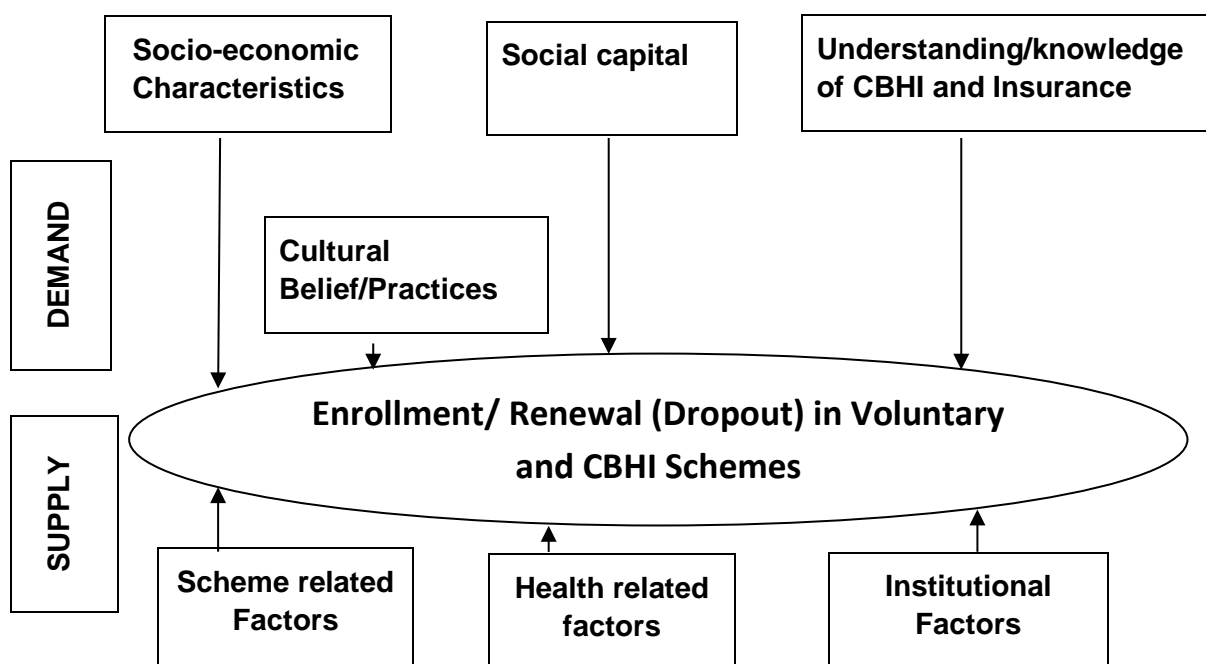 Socio-economic
Characteristics
Social capital
Understanding/knowledge
of CBHI and Insurance
DEMAND
Cultural
Belief/Practices
Enrollment/ Renewal (Dropout) in Voluntary
and CBHI Schemes
SUPPLY
Scheme related
Factors
Health related
factors
Institutional
Factors